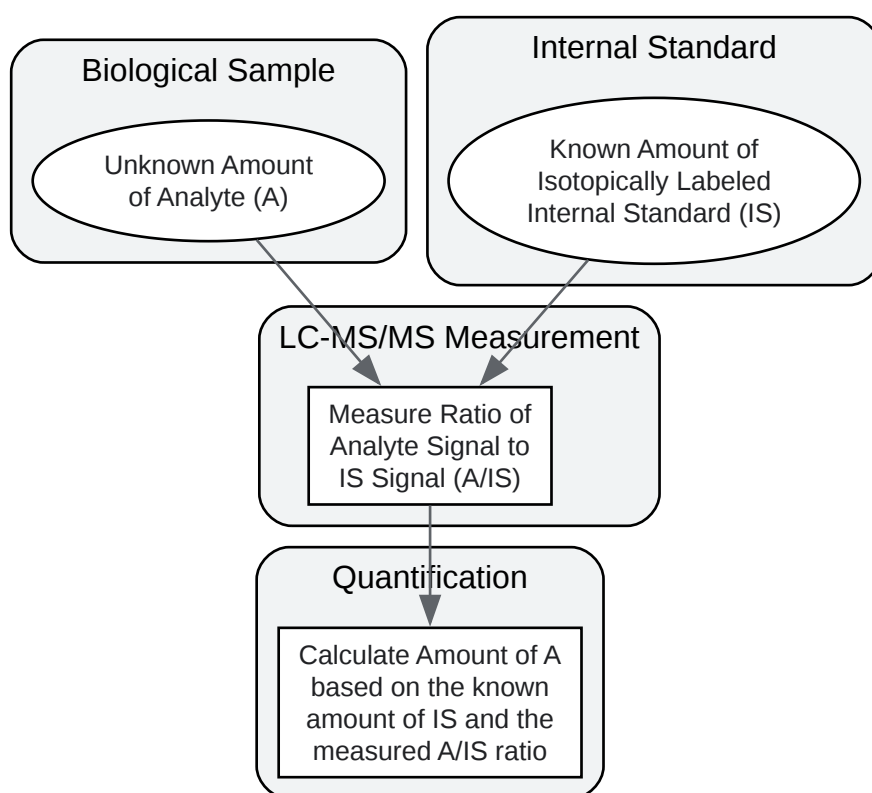 Biological Sample
Unknown Amount
of Analyte (A)
Internal Standard
Known Amount of
Isotopically Labeled
Internal Standard (IS)
LC-MS/MS Measurement
Measure Ratio of
Analyte Signal to
IS Signal (A/IS)
Quantification
Calculate Amount of A
based on the known
amount of IS and the
measured A/IS ratio